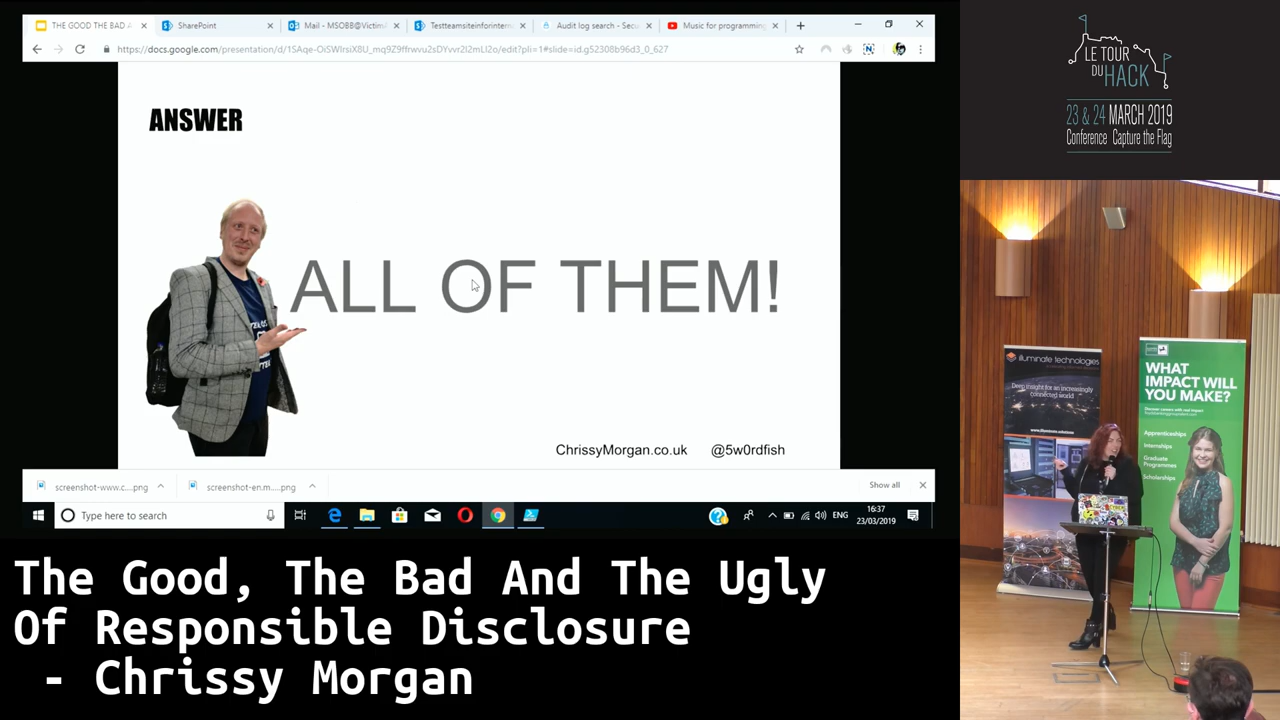 THE GOOD THE BAD A
SharePoint
Mail - MSOBB@Victim
Testteamsiteinforintern
Audit log search - Secu
Music for programming
https://docs.google.com/presentation/d/1SAqe-OiSWIrsiX8U_mq9Z9ffrwvu2sDYvvr2l2mLI2o/edit?pli=1#slide=id.g52308b96d3_0_627
ANSWER
ALL OF THEM!
ChrissyMorgan.co.uk @5w0rdfish
screenshot-www.c....png
screenshot-en.m.....png
Show all
Type here to search
ENG
16:37
23/03/2019
The Good, The Bad And The Ugly
Of Responsible Disclosure
- Chrissy Morgan
LE TOUR
DU HACK
23 & 24 MARCH 2019
Conference Capture the Flag
illuminate technologies
Deep insight for an increasingly
connected world
WHAT
IMPACT WILL
YOU MAKE?
Apprenticeships
Internships
Graduate
Programmes
Scholarships